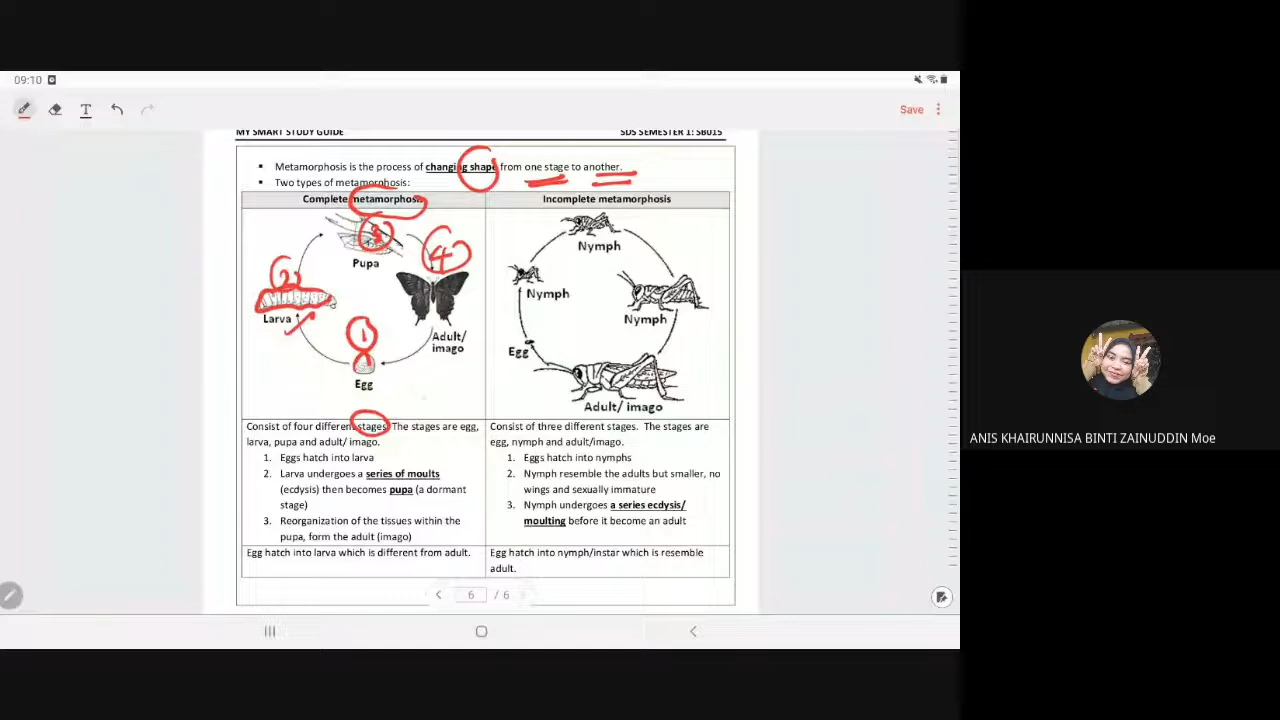 09:10
Save
MY SMART STUDY GUIDE SDS SEMESTER 1: SB015
Metamorphosis is the process of changing shape from one stage to another.
Two types of metamorphosis:
Complete metamorphosis
Incomplete metamorphosis
3
Pupa
4
2
Larva
1
Egg
Adult/
imago
Nymph
Nymph
Nymph
Egg
Adult/ imago
Consist of four different stages. The stages are egg,
larva, pupa and adult/ imago.
1. Eggs hatch into larva
2. Larva undergoes a series of moults
(ecdysis) then becomes pupa (a dormant
stage)
3. Reorganization of the tissues within the
pupa, form the adult (imago)
Consist of three different stages. The stages are
egg, nymph and adult/imago.
1. Eggs hatch into nymphs
2. Nymph resemble the adults but smaller, no
wings and sexually immature
3. Nymph undergoes a series ecdysis/
moulting before it become an adult
Egg hatch into larva which is different from adult.
Egg hatch into nymph/instar which is resemble
adult.
6 / 6
ANIS KHAIRUNNISA BINTI ZAINUDDIN Moe